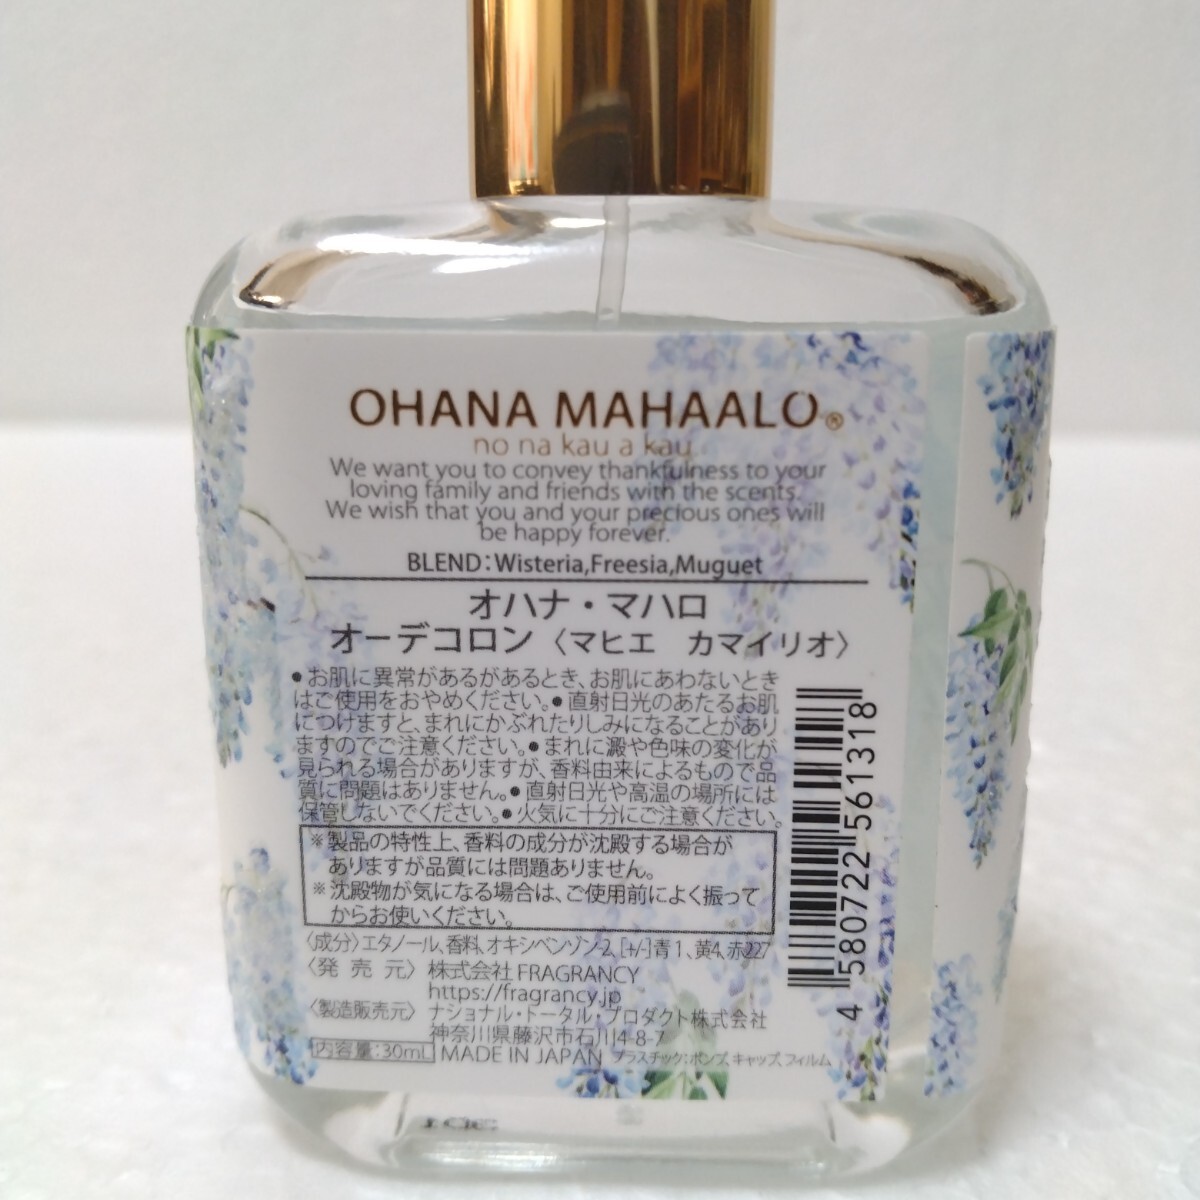 OHANA MAHAALO®
no na kau a kau
We want you to convey thankfulness to your
loving family and friends with the scents.
We wish that you and your precious ones will
be happy forever.
BLEND：Wisteria,Freesia,Muguet
オハナ・マハロ
オーデコロン〈マヒエ　カマイリオ〉
●お肌に異常があるがあるとき、お肌にあわないとき
はご使用をおやめください。●直射日光のあたるお肌
につけますと、まれにかぶれたりしみになることがあり
ますのでご注意ください。●まれに澱や色味の変化が
見られる場合がありますが、香料由来によるもので品
質に問題はありません。●直射日光や高温の場所には
保管しないでください。●火気に十分にご注意ください。
※製品の特性上、香料の成分が沈殿する場合が
ありますが品質には問題ありません。
※沈殿物が気になる場合は、ご使用前によく振って
からお使いください。
〈成分〉エタノール、香料、オキシベンゾン-2、[+/-]青1、黄4、赤227
〈発売元〉株式会社FRAGRANCY
https://fragrancy.jp
〈製造販売元〉ナショナル・トータル・プロダクト株式会社
神奈川県藤沢市石川4-8-7
内容量：30mL MADE IN JAPAN プラスチック：ポンプ、キャップ、フィルム
4 580722 561318